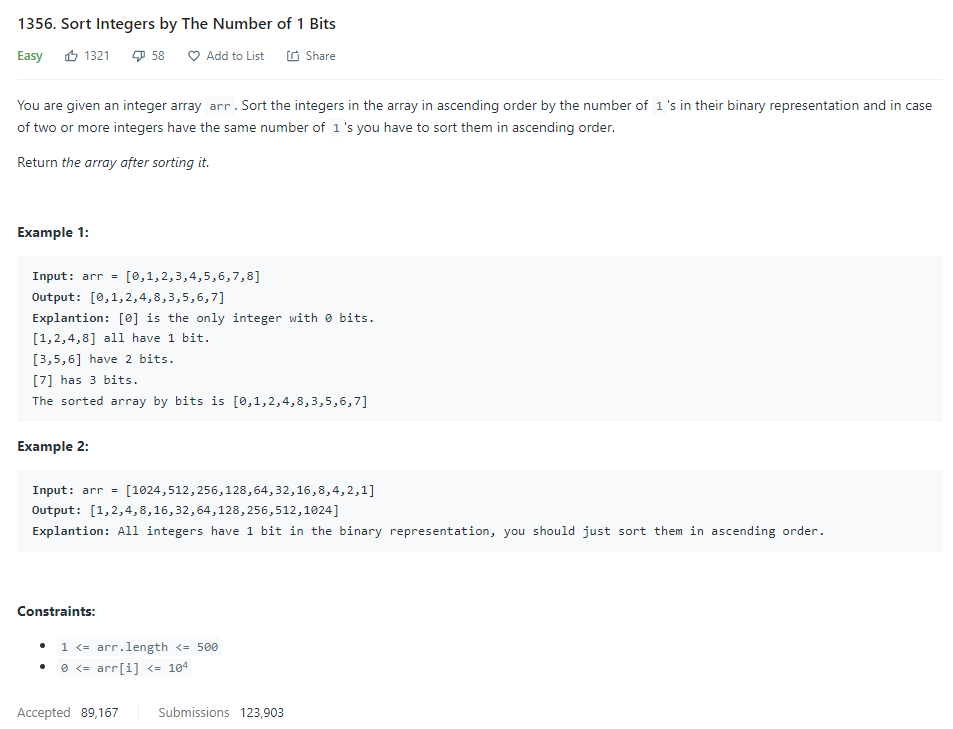 1356. Sort Integers by The Number of 1 Bits
Easy 1321 58 Add to List Share
You are given an integer array arr. Sort the integers in the array in ascending order by the number of 1's in their binary representation and in case
of two or more integers have the same number of 1's you have to sort them in ascending order.
Return the array after sorting it.
Example 1:
Input: arr = [0,1,2,3,4,5,6,7,8]
Output: [0,1,2,4,8,3,5,6,7]
Explantion: [0] is the only integer with 0 bits.
[1,2,4,8] all have 1 bit.
[3,5,6] have 2 bits.
[7] has 3 bits.
The sorted array by bits is [0,1,2,4,8,3,5,6,7]
Example 2:
Input: arr = [1024,512,256,128,64,32,16,8,4,2,1]
Output: [1,2,4,8,16,32,64,128,256,512,1024]
Explantion: All integers have 1 bit in the binary representation, you should just sort them in ascending order.
Constraints:
• 1 <= arr.length <= 500
• 0 <= arr[i] <= 10⁴
Accepted 89,167 Submissions 123,903